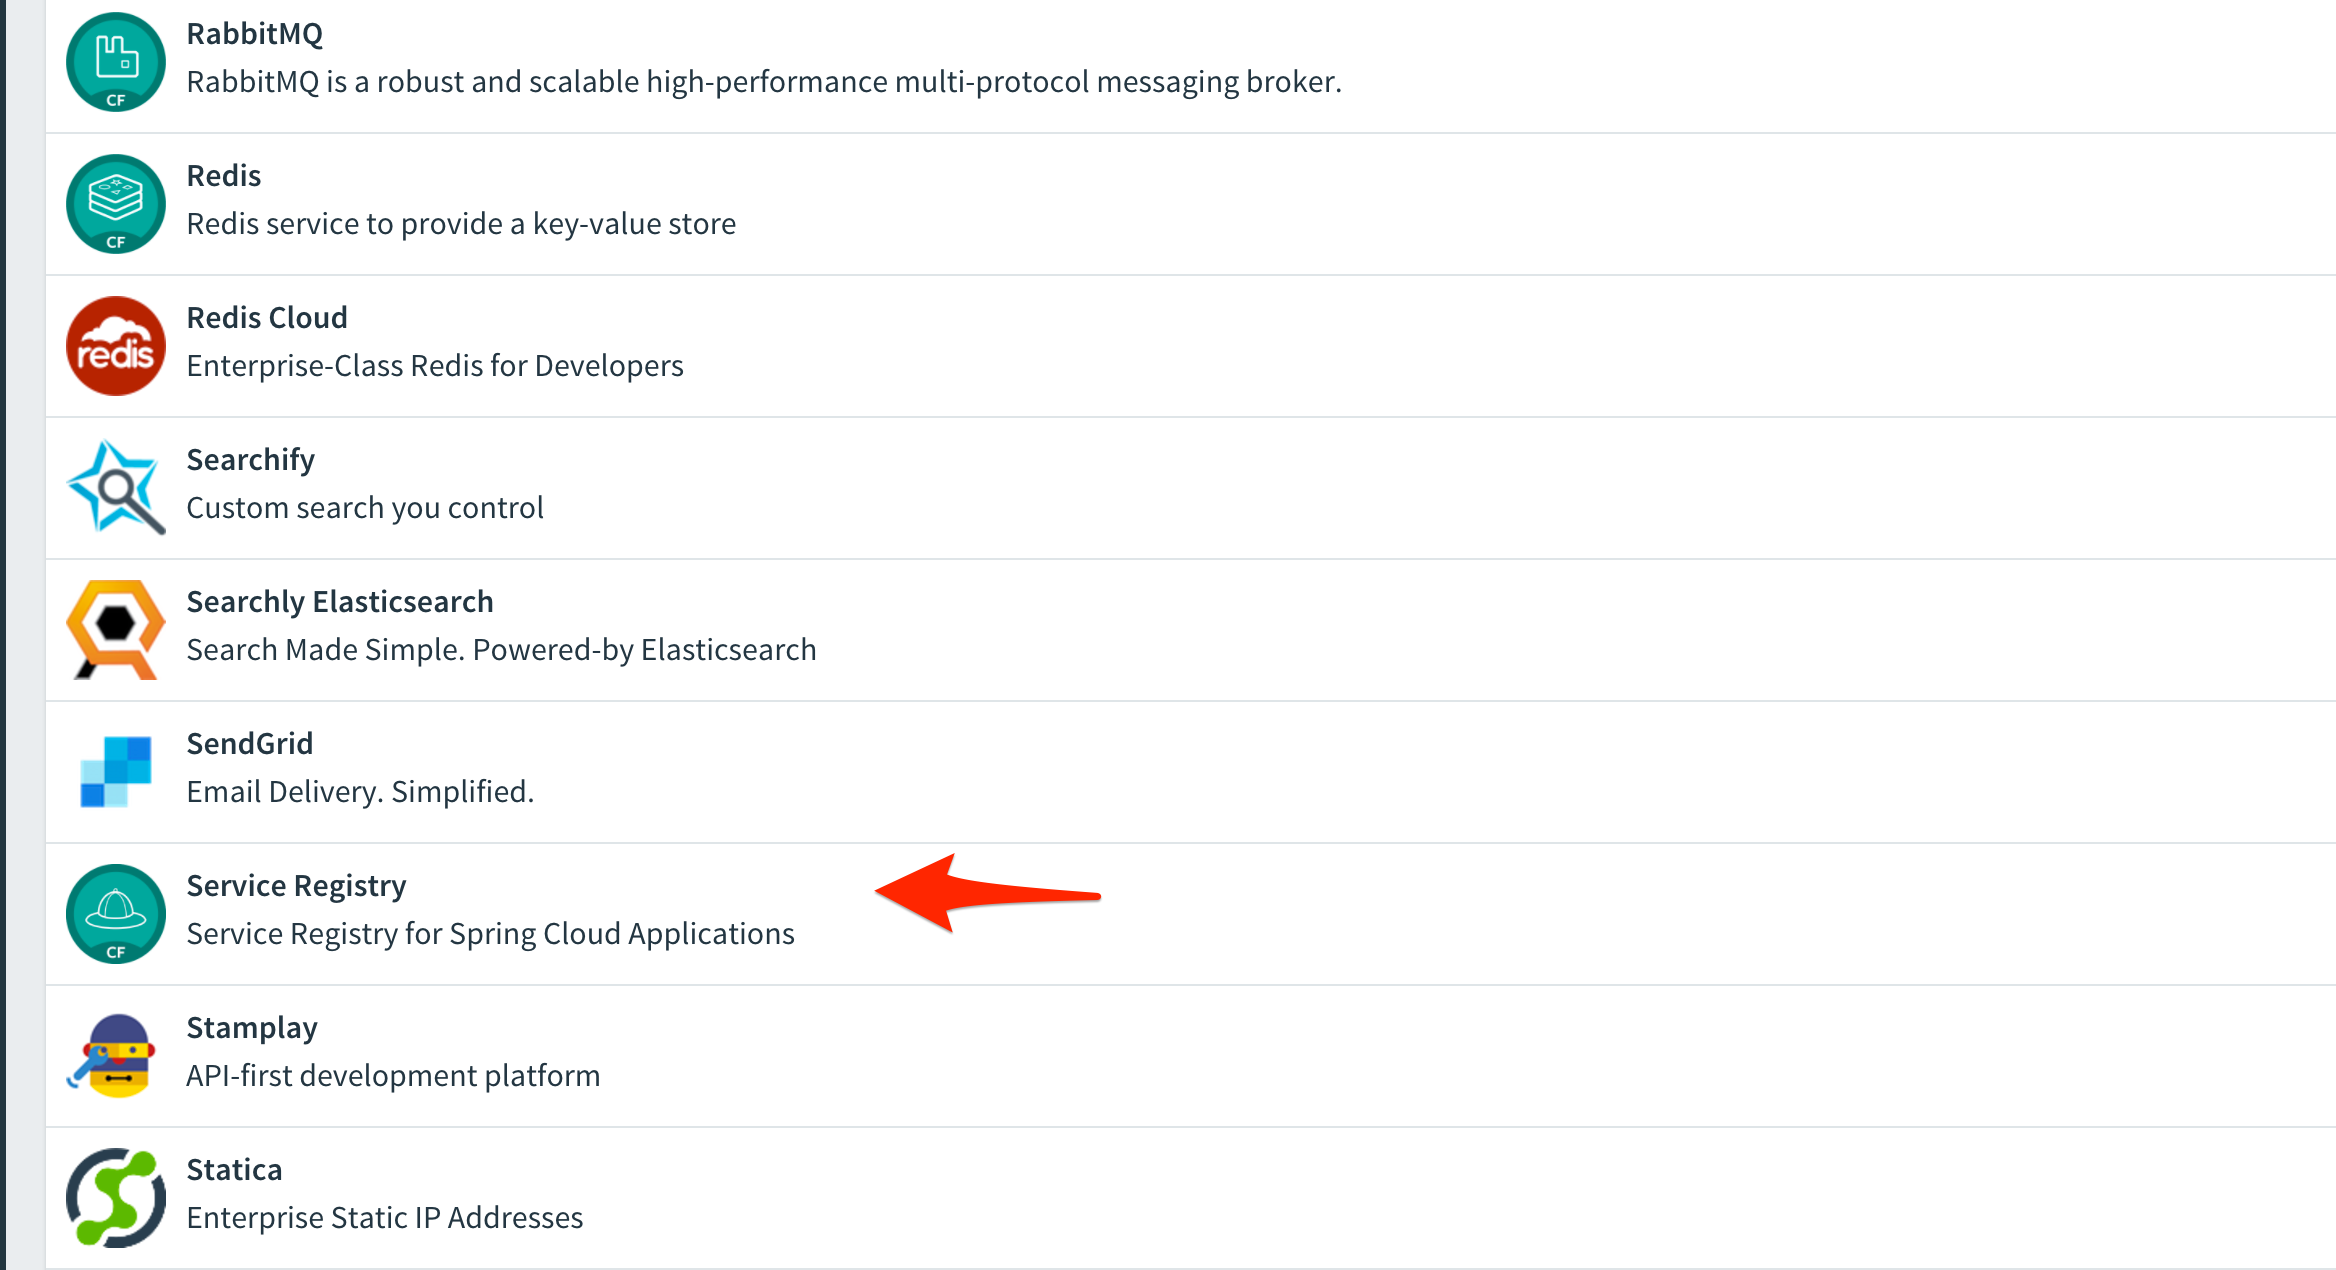 RabbitMQ
RabbitMQ is a robust and scalable high-performance multi-protocol messaging broker.
CF
Redis
Redis service to provide a key-value store
CF
Redis Cloud
redis
Enterprise-Class Redis for Developers
Searchify
Custom search you control
Searchly Elasticsearch
Search Made Simple. Powered-by Elasticsearch
SendGrid
Email Delivery. Simplified.
Service Registry
Service Registry for Spring Cloud Applications
CF
Stamplay
API-first development platform
Statica
Enterprise Static IP Addresses